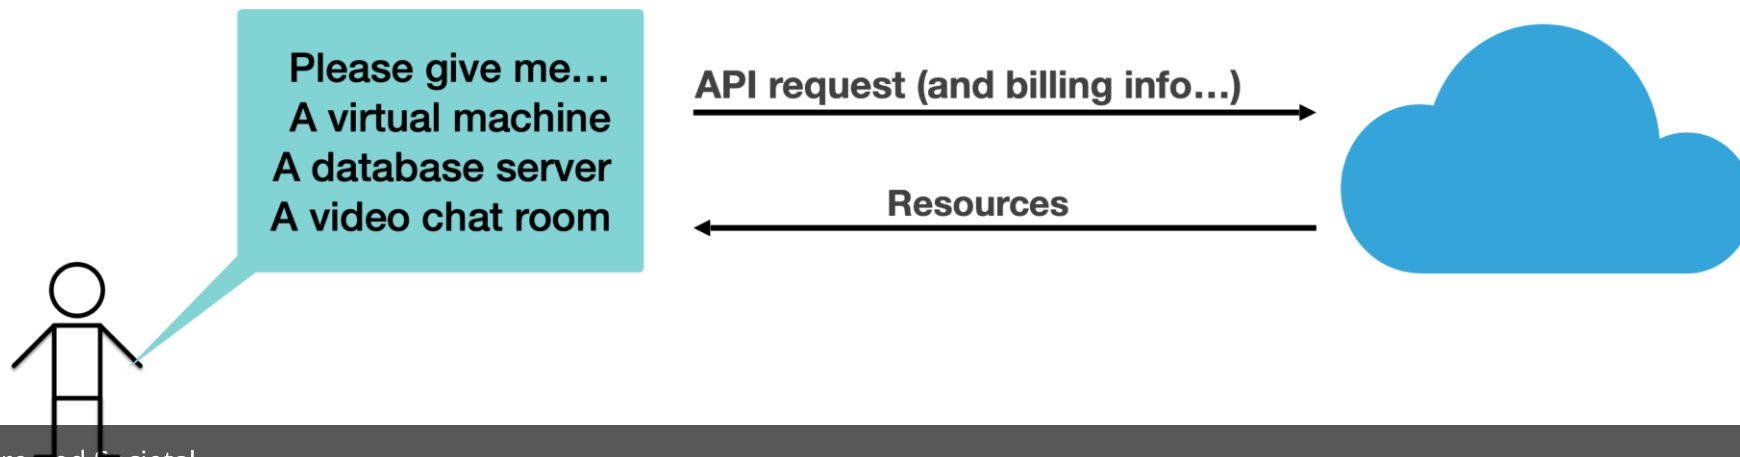 Please give me…
A virtual machine
A database server
A video chat room
API request (and billing info…)
Resources